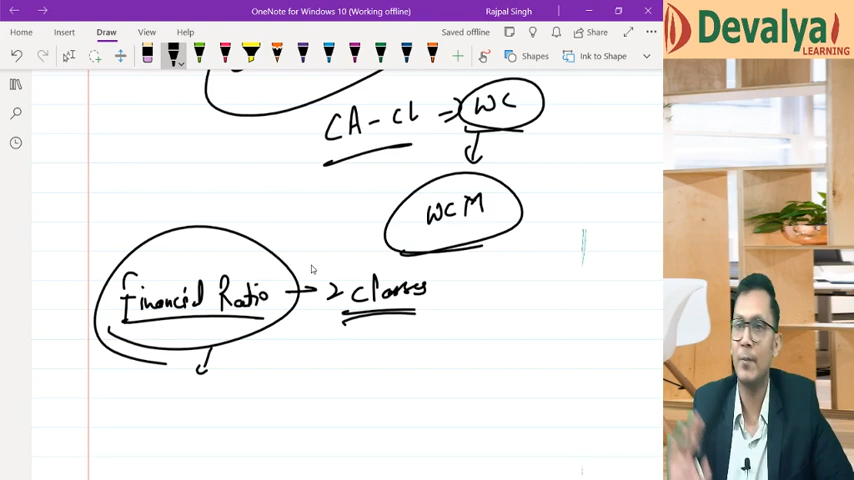 OneNote for Windows 10 (Working offline)
Rajpal Singh
Home Insert Draw View Help
Saved offline Share
Shapes Ink to Shape
Devalya
LEARNING
CA - CL ⇒ WC
WCM
Financial Ratio → 2 classes